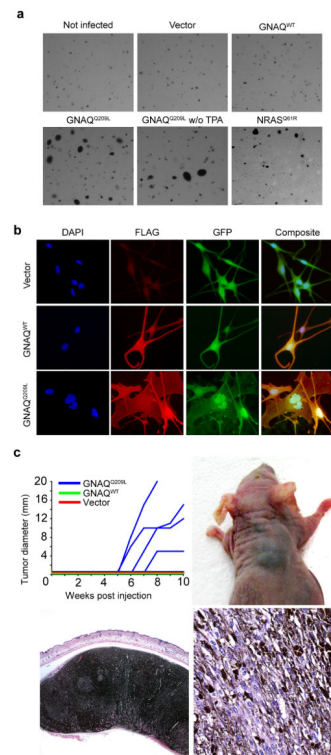 a
Not infected Vector GNAQWT
GNAQQ209L GNAQQ209L w/o TPA NRASQ61R
b
DAPI FLAG GFP Composite
Vector
GNAQWT
GNAQQ209L
c
GNAQQ209L
GNAQWT
Vector
Tumor diameter (mm)
20
16
12
8
4
0 2 4 6 8 10
Weeks post injection